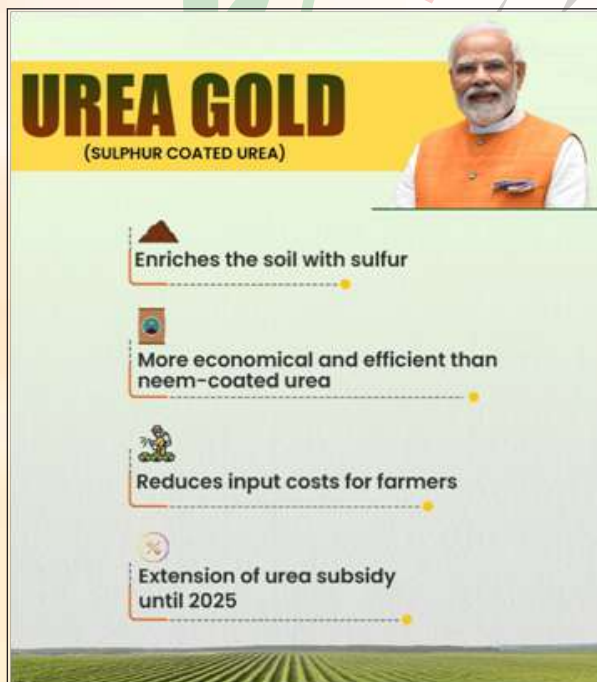 UREA GOLD
(SULPHUR COATED UREA)
Enriches the soil with sulfur
More economical and efficient than
neem-coated urea
Reduces input costs for farmers
Extension of urea subsidy
until 2025